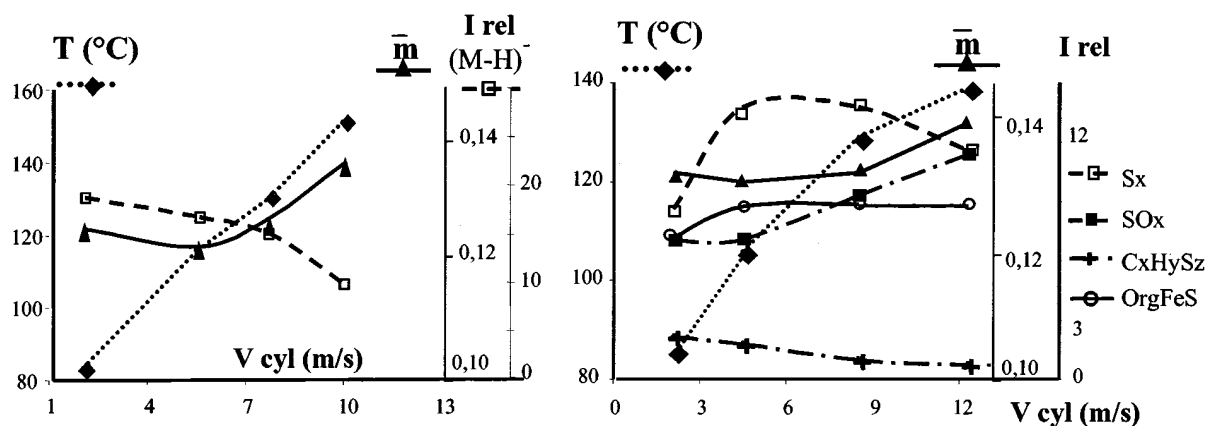 I rel
T (°C)
m̄
(M-H)⁻
160
140
120
100
80
0,14
0,12
0,10
20
10
0
1
4
7
10
13
V cyl (m/s)
T (°C)
m̄
I rel
140
120
100
80
0,14
0,12
0,10
12
3
0
Sx
SOx
CxHySz
OrgFeS
0
3
6
9
12
V cyl (m/s)